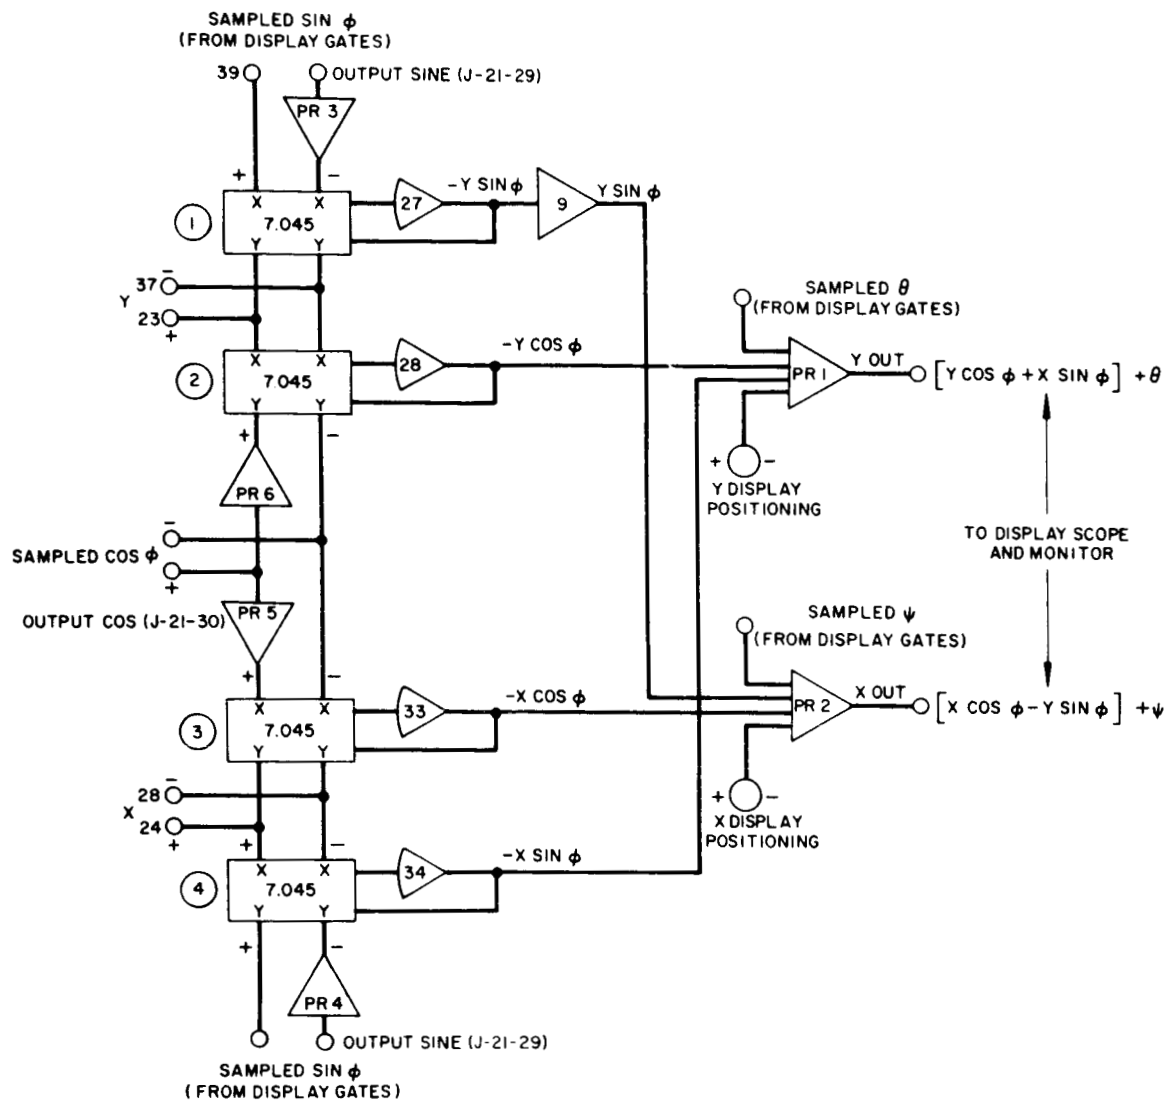 SAMPLED SIN ϕ
(FROM DISPLAY GATES)
39
OUTPUT SINE (J-21-29)
PR 3
+ −
X X
1
7.045
Y Y
27
−Y SIN ϕ
9
Y SIN ϕ
37 −
Y
23
+
X X
2
7.045
Y Y
28
−Y COS ϕ
+ −
PR 6
SAMPLED θ
(FROM DISPLAY GATES)
PR 1
Y OUT
[Y COS ϕ + X SIN ϕ] + θ
+ −
Y DISPLAY
POSITIONING
−
SAMPLED COS ϕ
+
TO DISPLAY SCOPE
AND MONITOR
PR 5
OUTPUT COS (J-21-30)
+ −
X X
3
7.045
Y Y
33
−X COS ϕ
SAMPLED ψ
(FROM DISPLAY GATES)
PR 2
X OUT
[X COS ϕ − Y SIN ϕ] + ψ
+ −
X DISPLAY
POSITIONING
28 −
X
24
+
+ −
X X
4
7.045
Y Y
34
−X SIN ϕ
+ −
PR 4
OUTPUT SINE (J-21-29)
SAMPLED SIN ϕ
(FROM DISPLAY GATES)